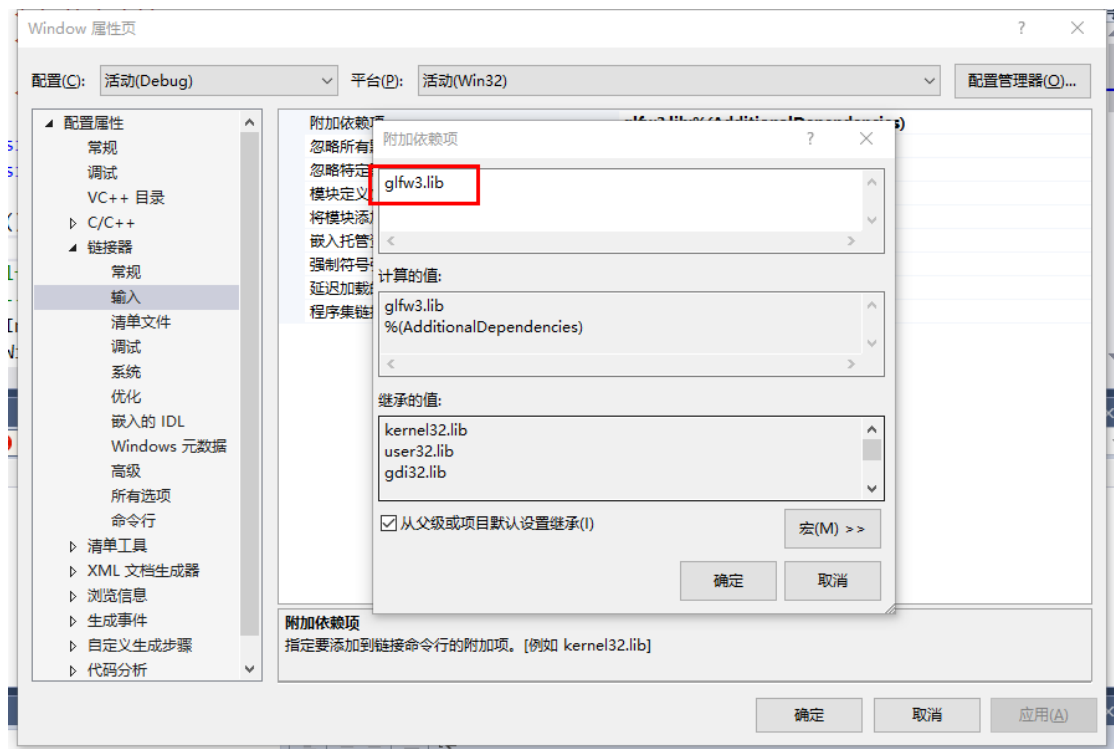 Window 属性页
配置(C): 活动(Debug) 平台(P): 活动(Win32) 配置管理器(O)...
配置属性
常规
调试
VC++ 目录
C/C++
链接器
常规
输入
清单文件
调试
系统
优化
嵌入的 IDL
Windows 元数据
高级
所有选项
命令行
清单工具
XML 文档生成器
浏览信息
生成事件
自定义生成步骤
代码分析
附加依赖项
忽略所有
忽略特定
模块定义
将模块添加
嵌入托管
强制符号
延迟加载
程序集链
glfw3.lib;%(AdditionalDependencies)
附加依赖项
glfw3.lib
计算的值:
glfw3.lib
%(AdditionalDependencies)
继承的值:
kernel32.lib
user32.lib
gdi32.lib
从父级或项目默认设置继承(I)
宏(M) >>
确定 取消
附加依赖项
指定要添加到链接命令行的附加项。[例如 kernel32.lib]
确定 取消 应用(A)